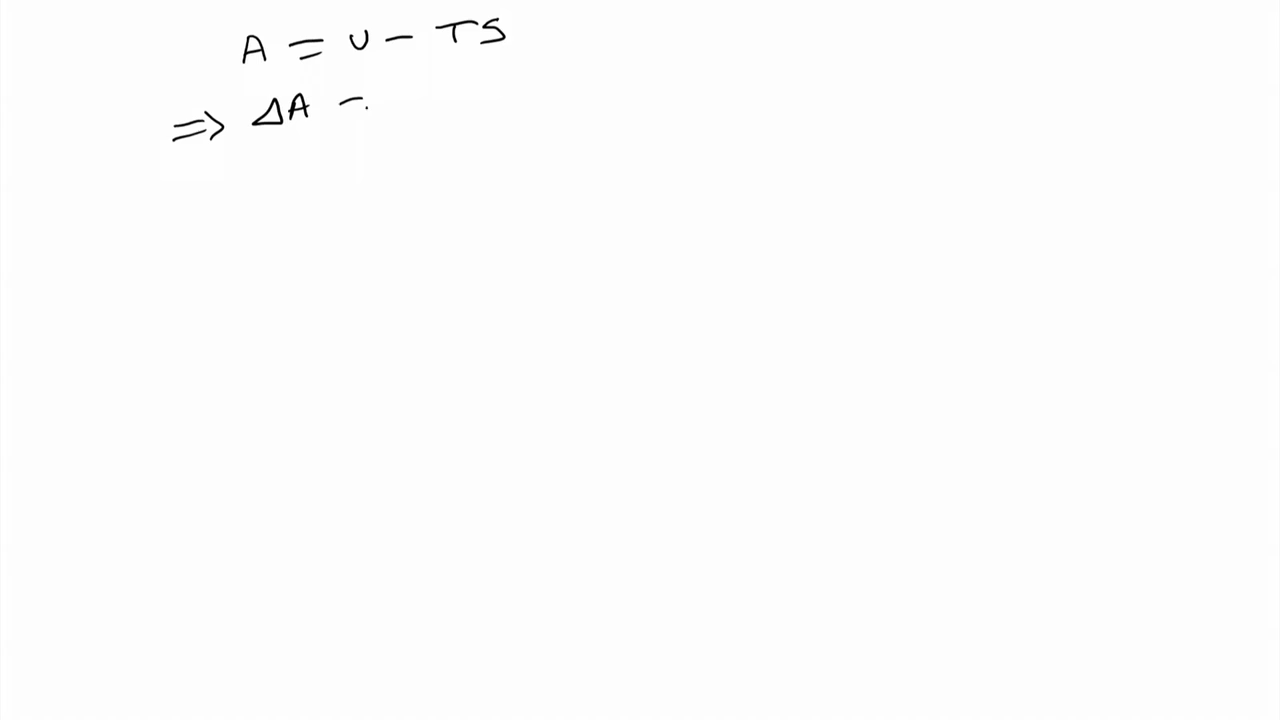 A = U - TS
⇒ ΔA -